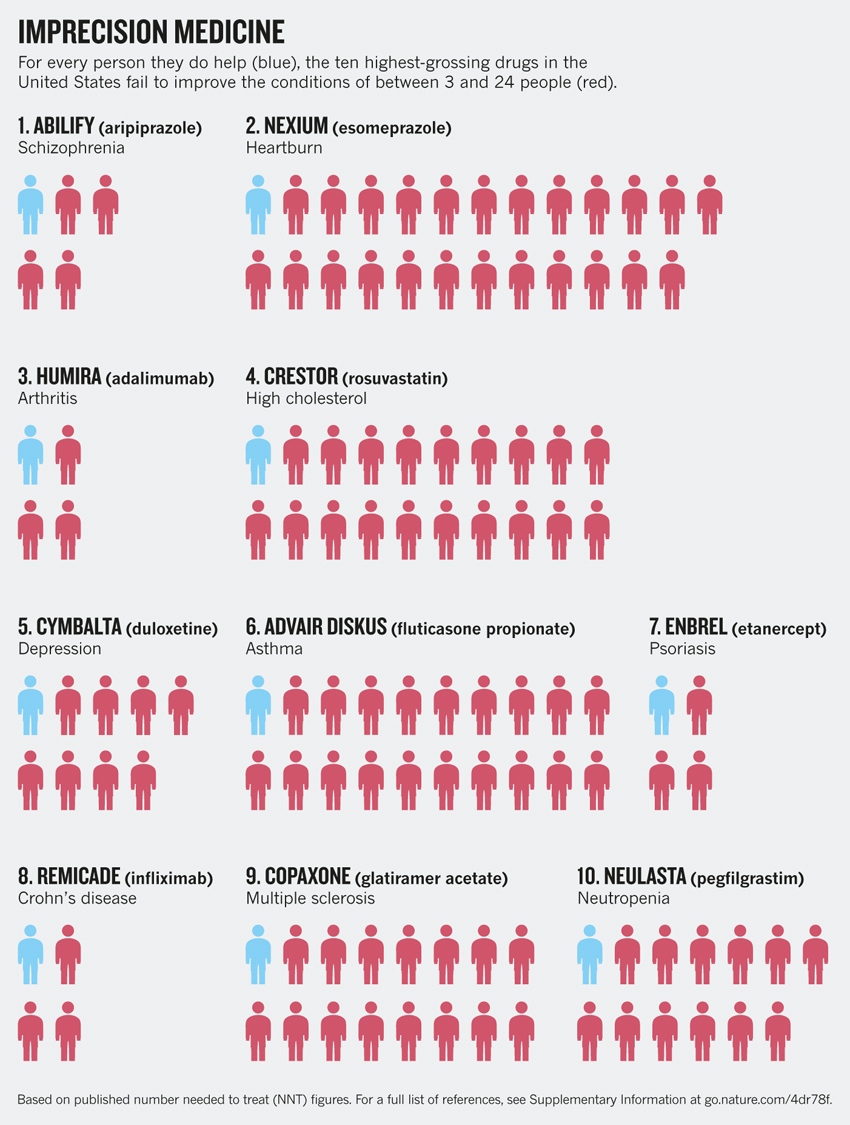 IMPRECISION MEDICINE
For every person they do help (blue), the ten highest-grossing drugs in the
United States fail to improve the conditions of between 3 and 24 people (red).
1. ABILIFY (aripiprazole)
Schizophrenia
2. NEXIUM (esomeprazole)
Heartburn
3. HUMIRA (adalimumab)
Arthritis
4. CRESTOR (rosuvastatin)
High cholesterol
5. CYMBALTA (duloxetine)
Depression
6. ADVAIR DISKUS (fluticasone propionate)
Asthma
7. ENBREL (etanercept)
Psoriasis
8. REMICADE (infliximab)
Crohn’s disease
9. COPAXONE (glatiramer acetate)
Multiple sclerosis
10. NEULASTA (pegfilgrastim)
Neutropenia
Based on published number needed to treat (NNT) figures. For a full list of references, see Supplementary Information at go.nature.com/4dr78f.